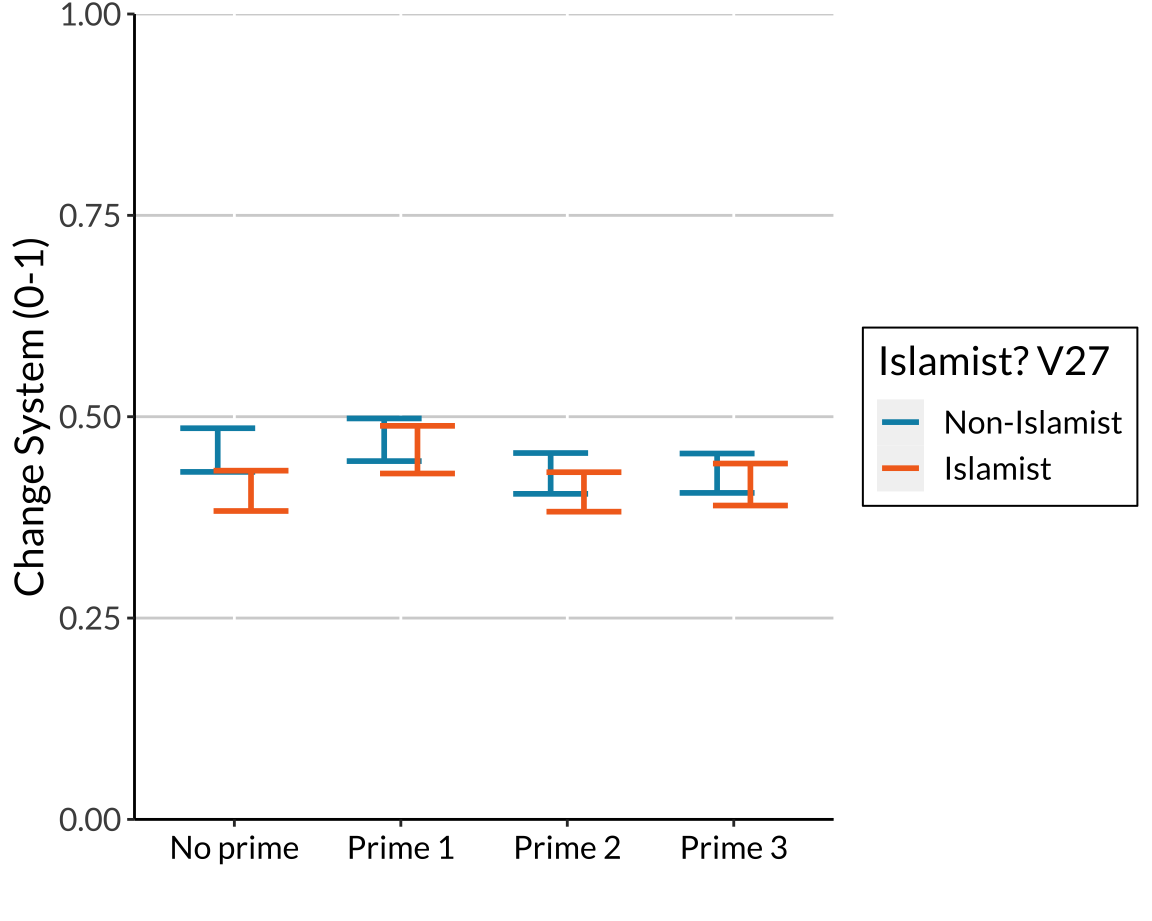 1.00
0.75
0.50
0.25
0.00
Change System (0-1)
No prime
Prime 1
Prime 2
Prime 3
Islamist? V27
Non-Islamist
Islamist